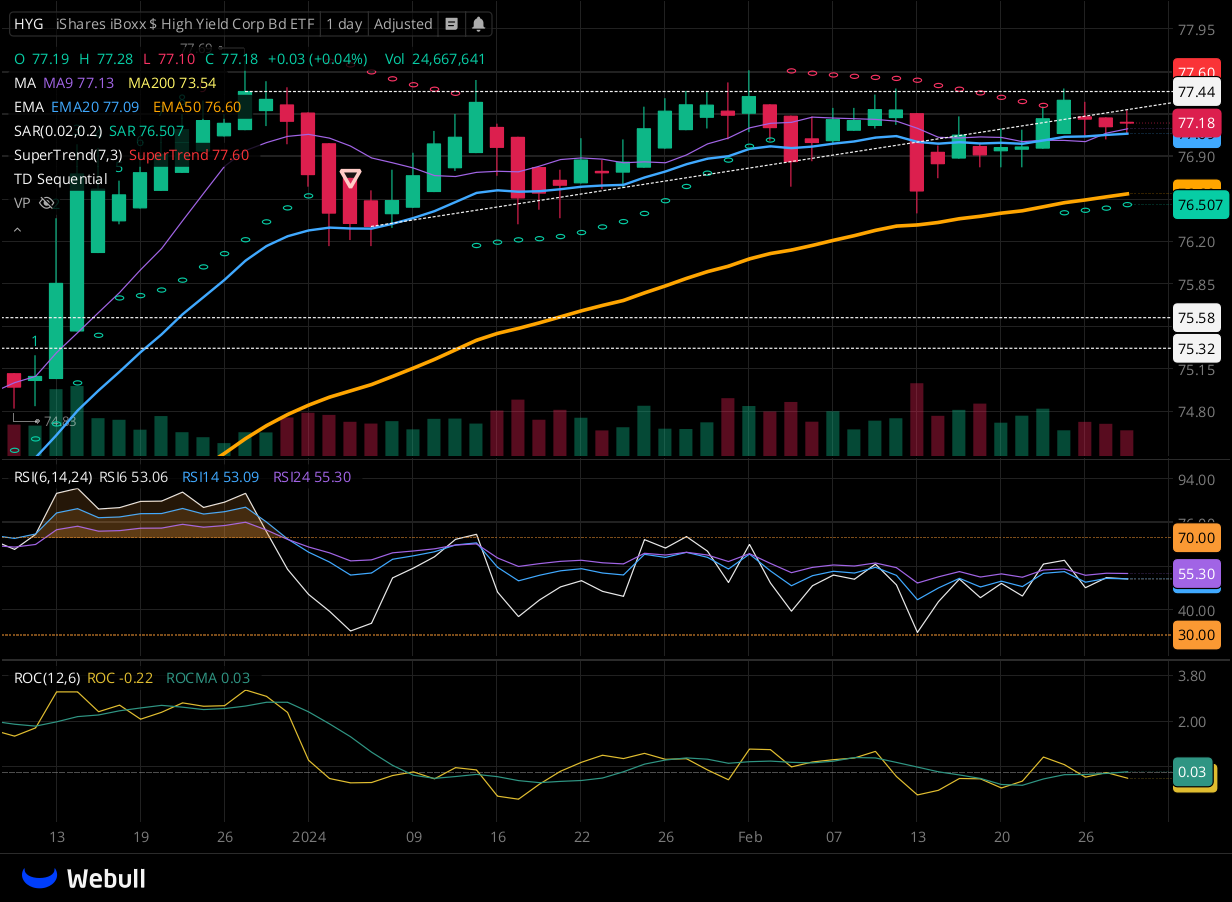 HYG iShares iBoxx $ High Yield Corp Bd ETF 1 day Adjusted
77.95
77.69
O 77.19 H 77.28 L 77.10 C 77.18 +0.03 (+0.04%) Vol 24,667,641
77.60
MA MA9 77.13 MA200 73.54
77.44
EMA EMA20 77.09 EMA50 76.60
77.18
SAR(0.02,0.2) SAR 76.507
SuperTrend(7,3) SuperTrend 77.60
76.90
TD Sequential
VP
76.507
76.20
75.85
75.58
1
75.32
75.15
74.83
74.80
RSI(6,14,24) RSI6 53.06 RSI14 53.09 RSI24 55.30
94.00
70.00
55.30
40.00
30.00
ROC(12,6) ROC -0.22 ROCMA 0.03
3.80
2.00
0.03
13 19 26 2024 09 16 22 26 Feb 07 13 20 26
Webull